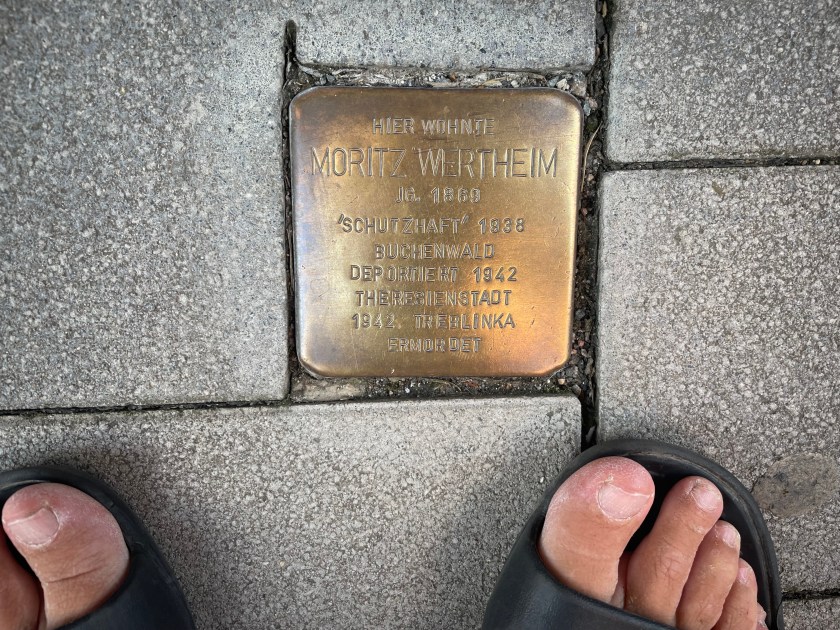 HIER WOHNTE
MORITZ WERTHEIM
JG. 1869
"SCHUTZHAFT" 1938
BUCHENWALD
DEPORTIERT 1942
THERESIENSTADT
1942 TREBLINKA
ERMORDET